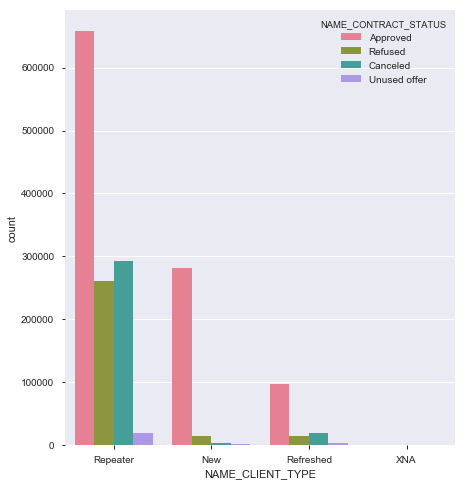 NAME_CONTRACT_STATUS
Approved
Refused
Canceled
Unused offer
600000
500000
400000
300000
200000
100000
0
count
Repeater New Refreshed XNA
NAME_CLIENT_TYPE